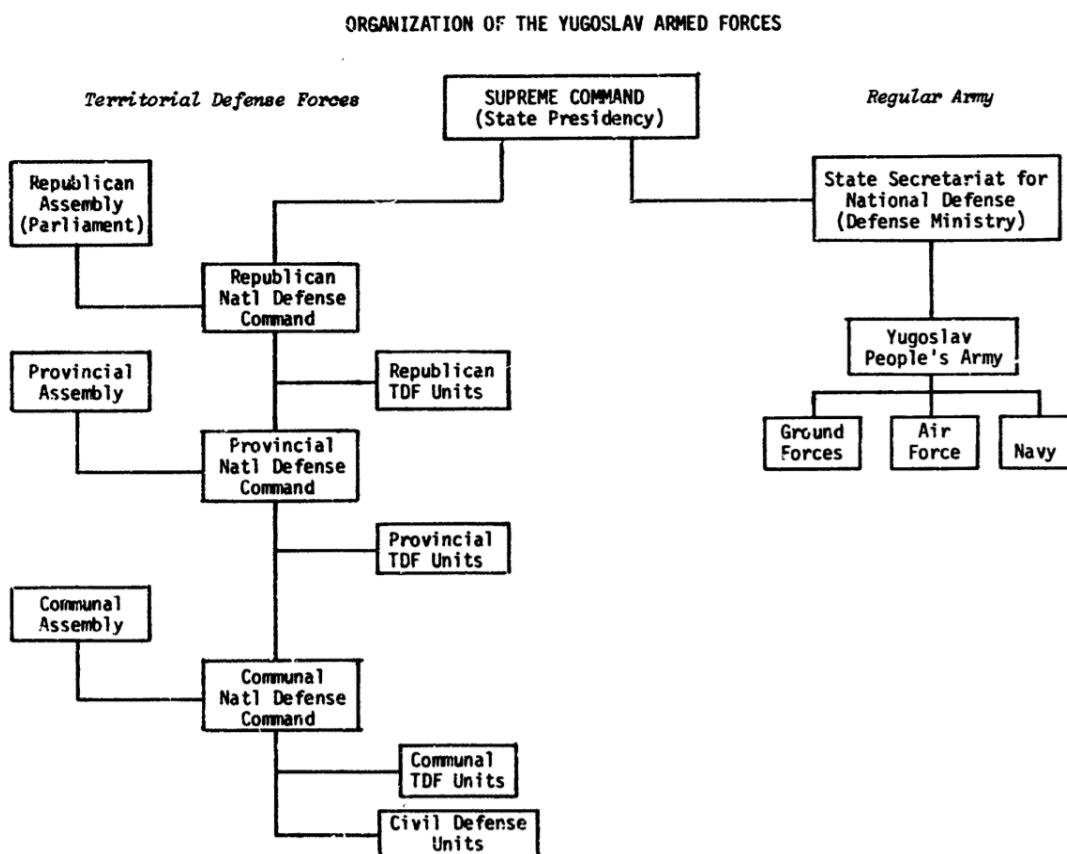 ORGANIZATION OF THE YUGOSLAV ARMED FORCES
Territorial Defense Forces
SUPREME COMMAND
(State Presidency)
Regular Army
Republican
Assembly
(Parliament)
State Secretariat for
National Defense
(Defense Ministry)
Republican
Natl Defense
Command
Yugoslav
People's Army
Provincial
Assembly
Republican
TDF Units
Ground
Forces
Air
Force
Navy
Provincial
Natl Defense
Command
Provincial
TDF Units
Communal
Assembly
Communal
Natl Defense
Command
Communal
TDF Units
Civil Defense
Units